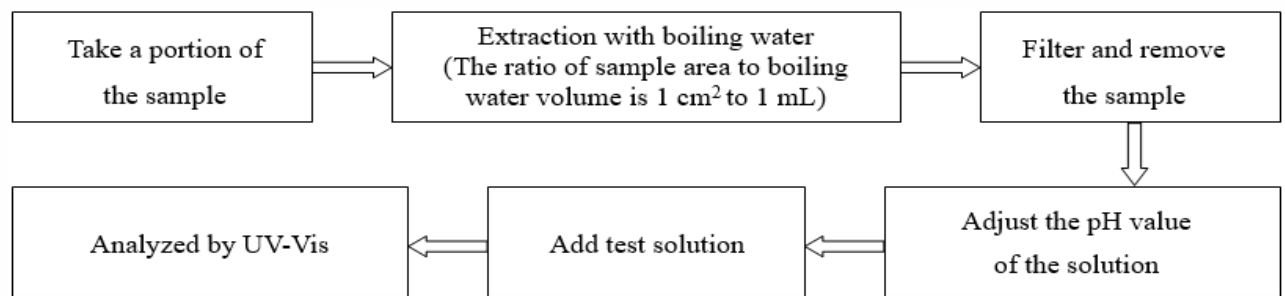 Take a portion of
the sample
Extraction with boiling water
(The ratio of sample area to boiling
water volume is 1 cm² to 1 mL)
Filter and remove
the sample
Adjust the pH value
of the solution
Add test solution
Analyzed by UV-Vis